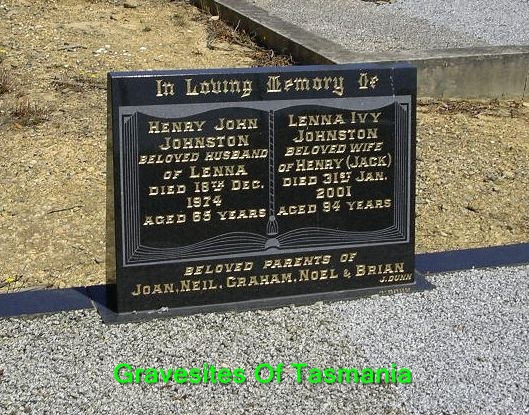 In Loving Memory Of
HENRY JOHN
JOHNSTON
BELOVED HUSBAND
OF LENNA
DIED 18TH DEC.
1974
AGED 65 YEARS
LENNA IVY
JOHNSTON
BELOVED WIFE
OF HENRY (JACK)
DIED 31ST JAN.
2001
AGED 94 YEARS
BELOVED PARENTS OF
JOAN, NEIL, GRAHAM, NOEL & BRIAN
J. DUNN
Gravesites Of Tasmania